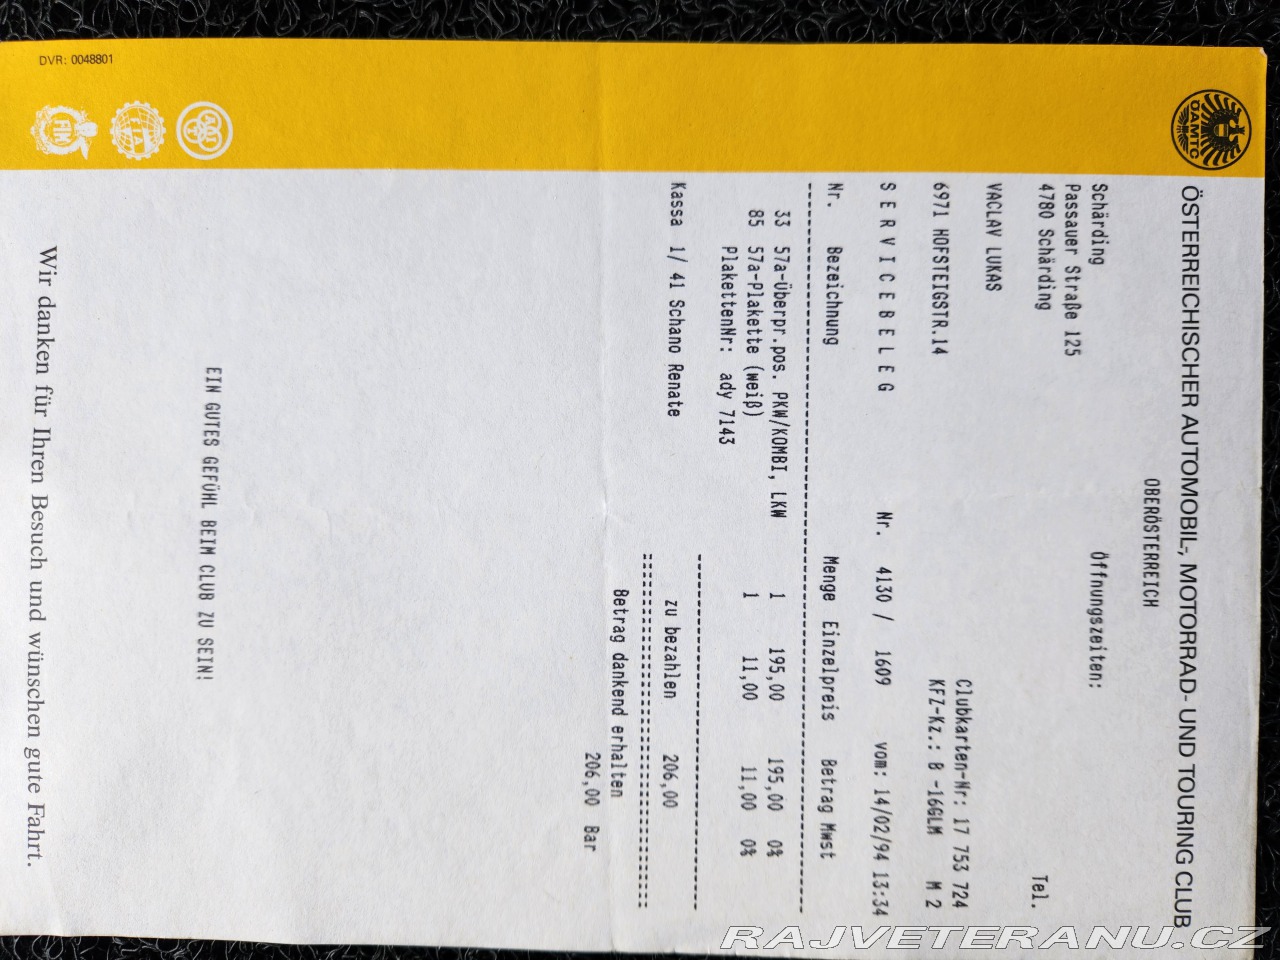 ÖAMTC
ÖSTERREICHISCHER AUTOMOBIL-, MOTORRAD- UND TOURING CLUB
OBERÖSTERREICH
Schärding Öffnungszeiten:
Passauer Straße 125
4780 Schärding Tel.
VACLAV LUKAS
Clubkarten-Nr: 17 753 724
6971 HOFSTEIGSTR.14 KFZ-Kz.: B -16GLM M 2
S E R V I C E B E L E G Nr. 4130 / 1609 vom: 14/02/94 13:34
Nr. Bezeichnung Menge Einzelpreis Betrag Mwst
33 57a-Überpr.pos. PKW/KOMBI, LKW 1 195,00 195,00 0%
85 57a-Plakette (weiß) 1 11,00 11,00 0%
PlakettenNr: ady 7143
Kassa 1/ 41 Schano Renate zu bezahlen 206,00
Betrag dankend erhalten
206,00 Bar
EIN GUTES GEFÜHL BEIM CLUB ZU SEIN!
Wir danken für Ihren Besuch und wünschen gute Fahrt.
DVR: 0048801
AIT
FIA
FIM
RAJVETERANU.CZ